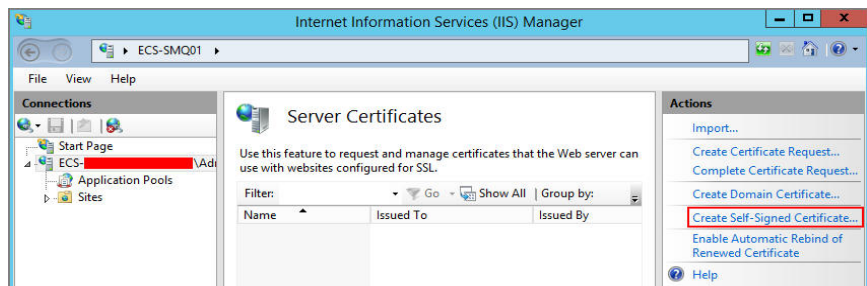 Internet Information Services (IIS) Manager
ECS-SMQ01
File View Help
Connections
Start Page
ECS- \Adi
Application Pools
Sites
Server Certificates
Use this feature to request and manage certificates that the Web server can
use with websites configured for SSL.
Filter: Go Show All Group by:
Name Issued To Issued By
Actions
Import...
Create Certificate Request...
Complete Certificate Request...
Create Domain Certificate...
Create Self-Signed Certificate...
Enable Automatic Rebind of
Renewed Certificate
Help